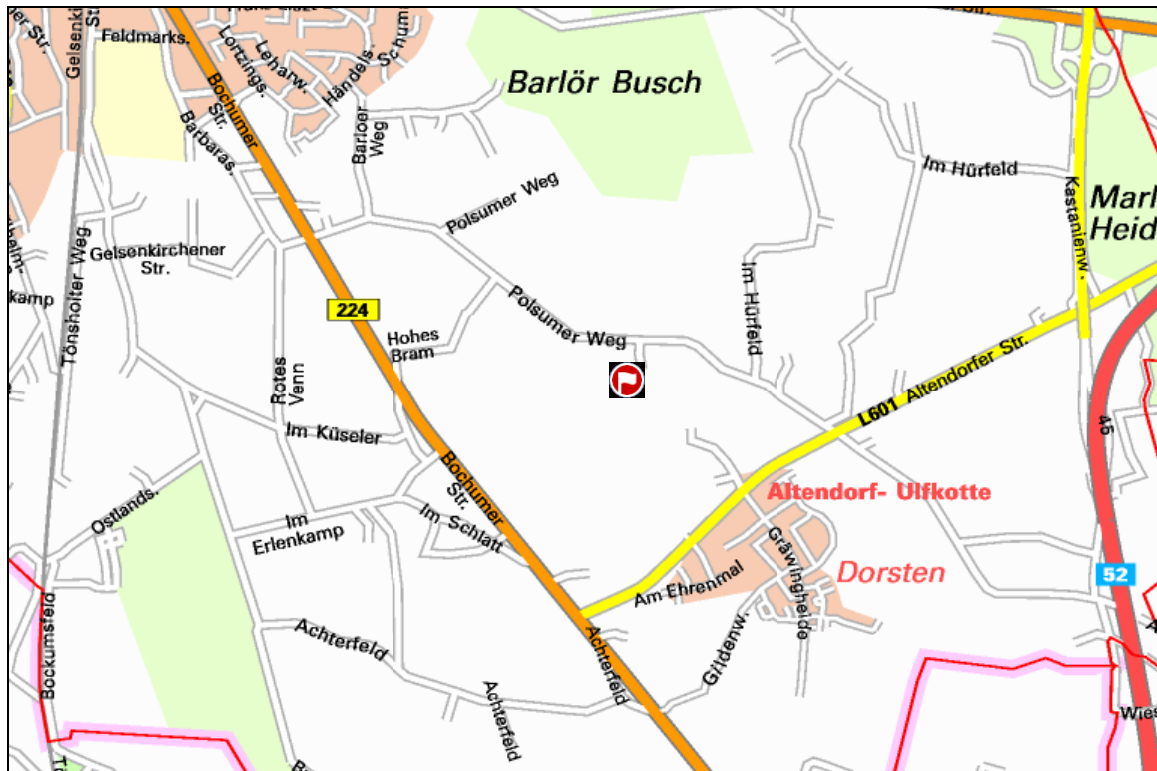 Feldmarks.
Gelsenki
Str.
Lortzings.
Leharw.
Händels.
Schum
Bochumer
Str.
Barbaras.
Barloer
Weg
Barlör Busch
Im Hürfeld
Kastanienw.
Marl
Heid
Polsumer Weg
Gelsenkirchener
Str.
Tönsholter Weg
kamp
224
Hohes
Bram
Polsumer Weg
Im Hürfeld
L601 Altendorfer Str.
Rotes
Venn
Im Küseler
45
Bochumer
Str.
Altendorf- Ulfkotte
Ostlands.
Im
Erlenkamp
Im Schlatt
Gräwingheide
Dorsten
52
Am Ehrenmal
Bockumsfeld
Achterfeld
Achterfeld
Gildenw.
Achterfeld
Wies